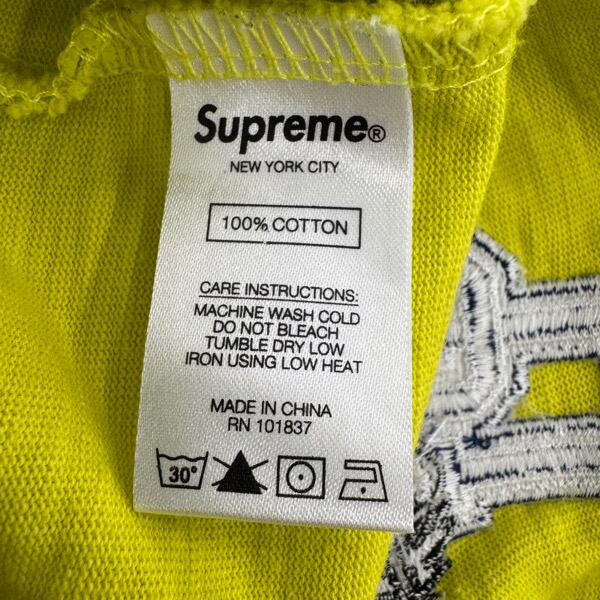 Supreme®
NEW YORK CITY
100% COTTON
CARE INSTRUCTIONS:
MACHINE WASH COLD
DO NOT BLEACH
TUMBLE DRY LOW
IRON USING LOW HEAT
MADE IN CHINA
RN 101837
30°